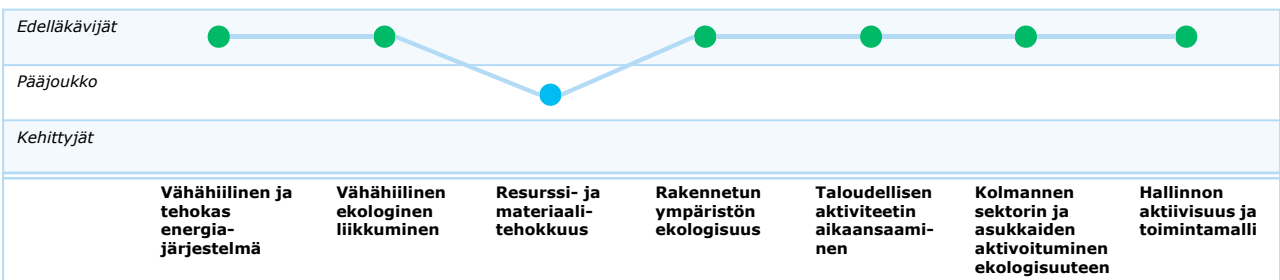 Edelläkävijät
Pääjoukko
Kehittyjät
Vähähiilinen ja
tehokas
energia-
järjestelmä
Vähähiilinen
ekologinen
liikkuminen
Resurssi- ja
materiaali-
tehokkuus
Rakennetun
ympäristön
ekologisuus
Taloudellisen
aktiviteetin
aikaansaami-
nen
Kolmannen
sektorin ja
asukkaiden
aktivoituminen
ekologisuuteen
Hallinnon
aktiivisuus ja
toimintamalli